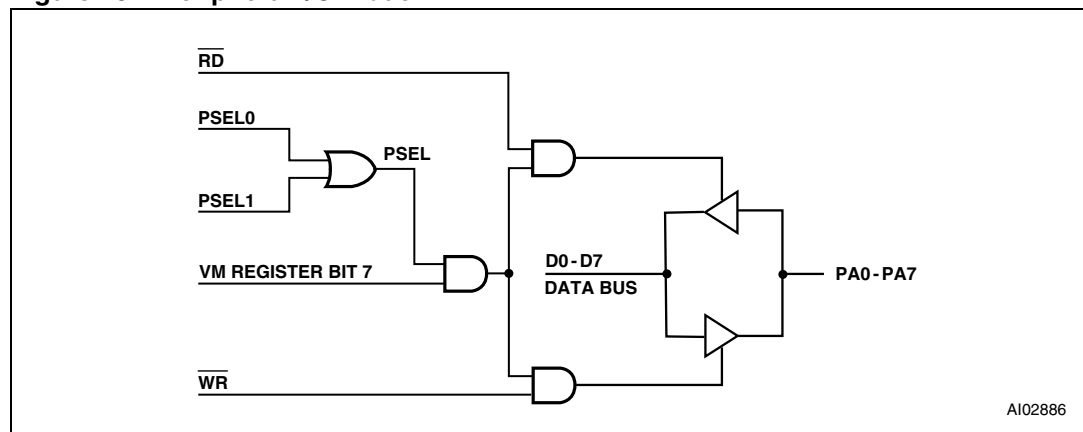 RD
PSEL0
PSEL
PSEL1
VM REGISTER BIT 7
D0-D7
DATA BUS
PA0-PA7
WR
AI02886